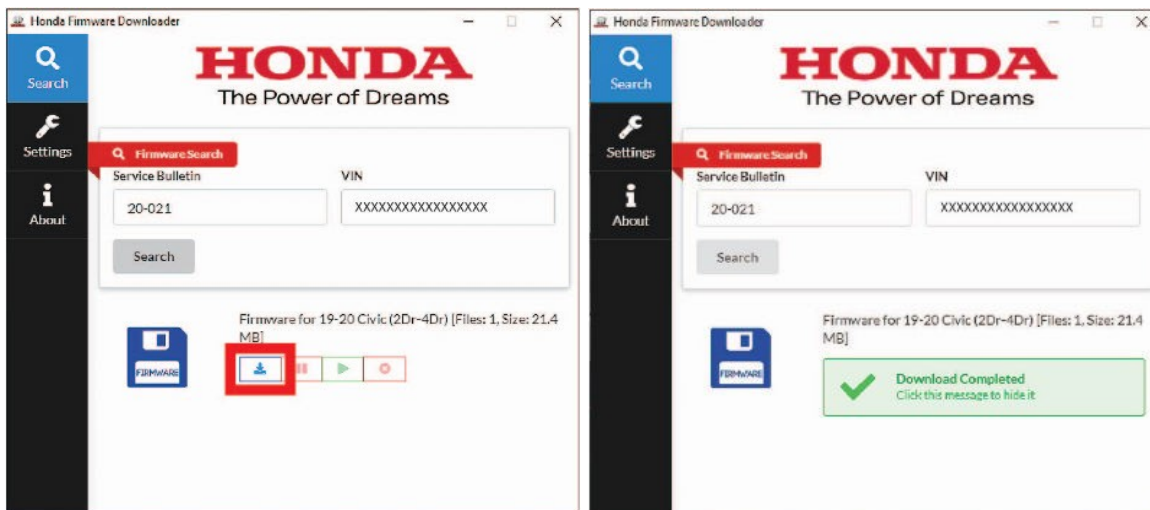 Honda Firmware Downloader
Search
Settings
About
HONDA
The Power of Dreams
Firmware Search
Service Bulletin
VIN
20-021
XXXXXXXXXXXXXXXXX
Search
Firmware for 19-20 Civic (2Dr-4Dr) [Files: 1, Size: 21.4
MB]
FIRMWARE
Honda Firmware Downloader
Search
Settings
About
HONDA
The Power of Dreams
Firmware Search
Service Bulletin
VIN
20-021
XXXXXXXXXXXXXXXXX
Search
Firmware for 19-20 Civic (2Dr-4Dr) [Files: 1, Size: 21.4
MB]
FIRMWARE
Download Completed
Click this message to hide it